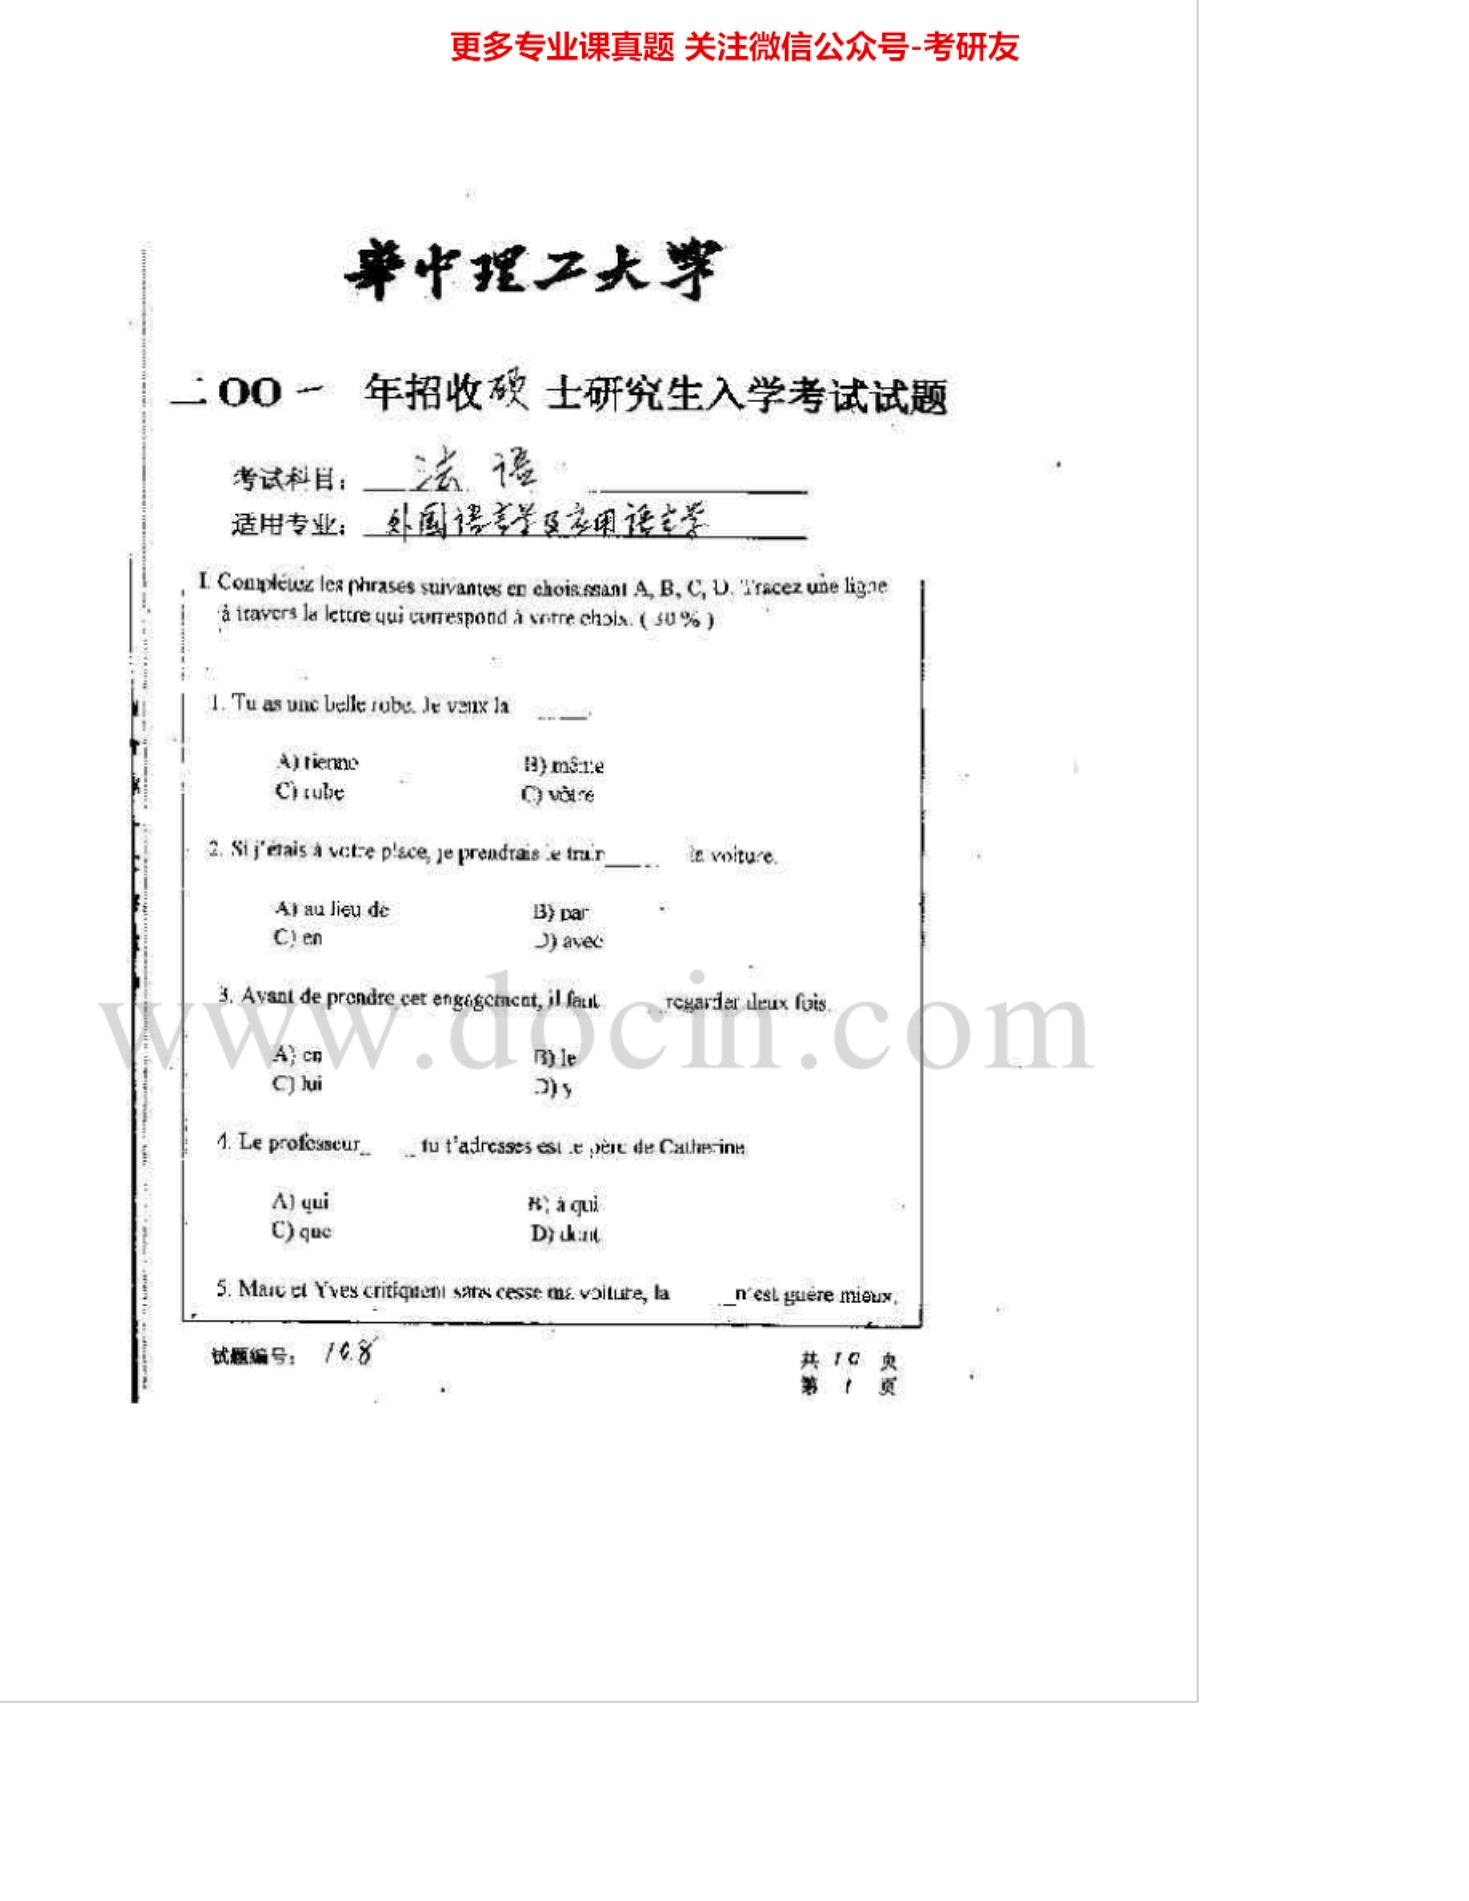 更多专业课真题 关注微信公众号-考研友
華中理工大学
二00一 年招收硕 士研究生入学考试试题
考试科目： 法 语
适用专业： 外国语言学及应用语言学
I. Complétez les phrases suivantes en choisissant A, B, C, D. Tracez une ligne
à travers la lettre qui correspond à votre choix. ( 30 % )
1. Tu as une belle robe. Je veux la ____.
A) tienne B) même
C) robe C) vôtre
2. Si j'étais à votre place, je prendrais le train____ la voiture.
A) au lieu de B) par
C) en D) avec
3. Avant de prendre cet engagement, il faut __regarder deux fois.
A) en B) le
C) lui D) y
4. Le professeur_ _ tu t'adresses est le père de Catherine
A) qui B) à qui
C) que D) dont
5. Marc et Yves critiquent sans cesse ma voiture, la __n'est guère mieux.
www.docin.com
试题编号： 108
共 10 页
第 1 页